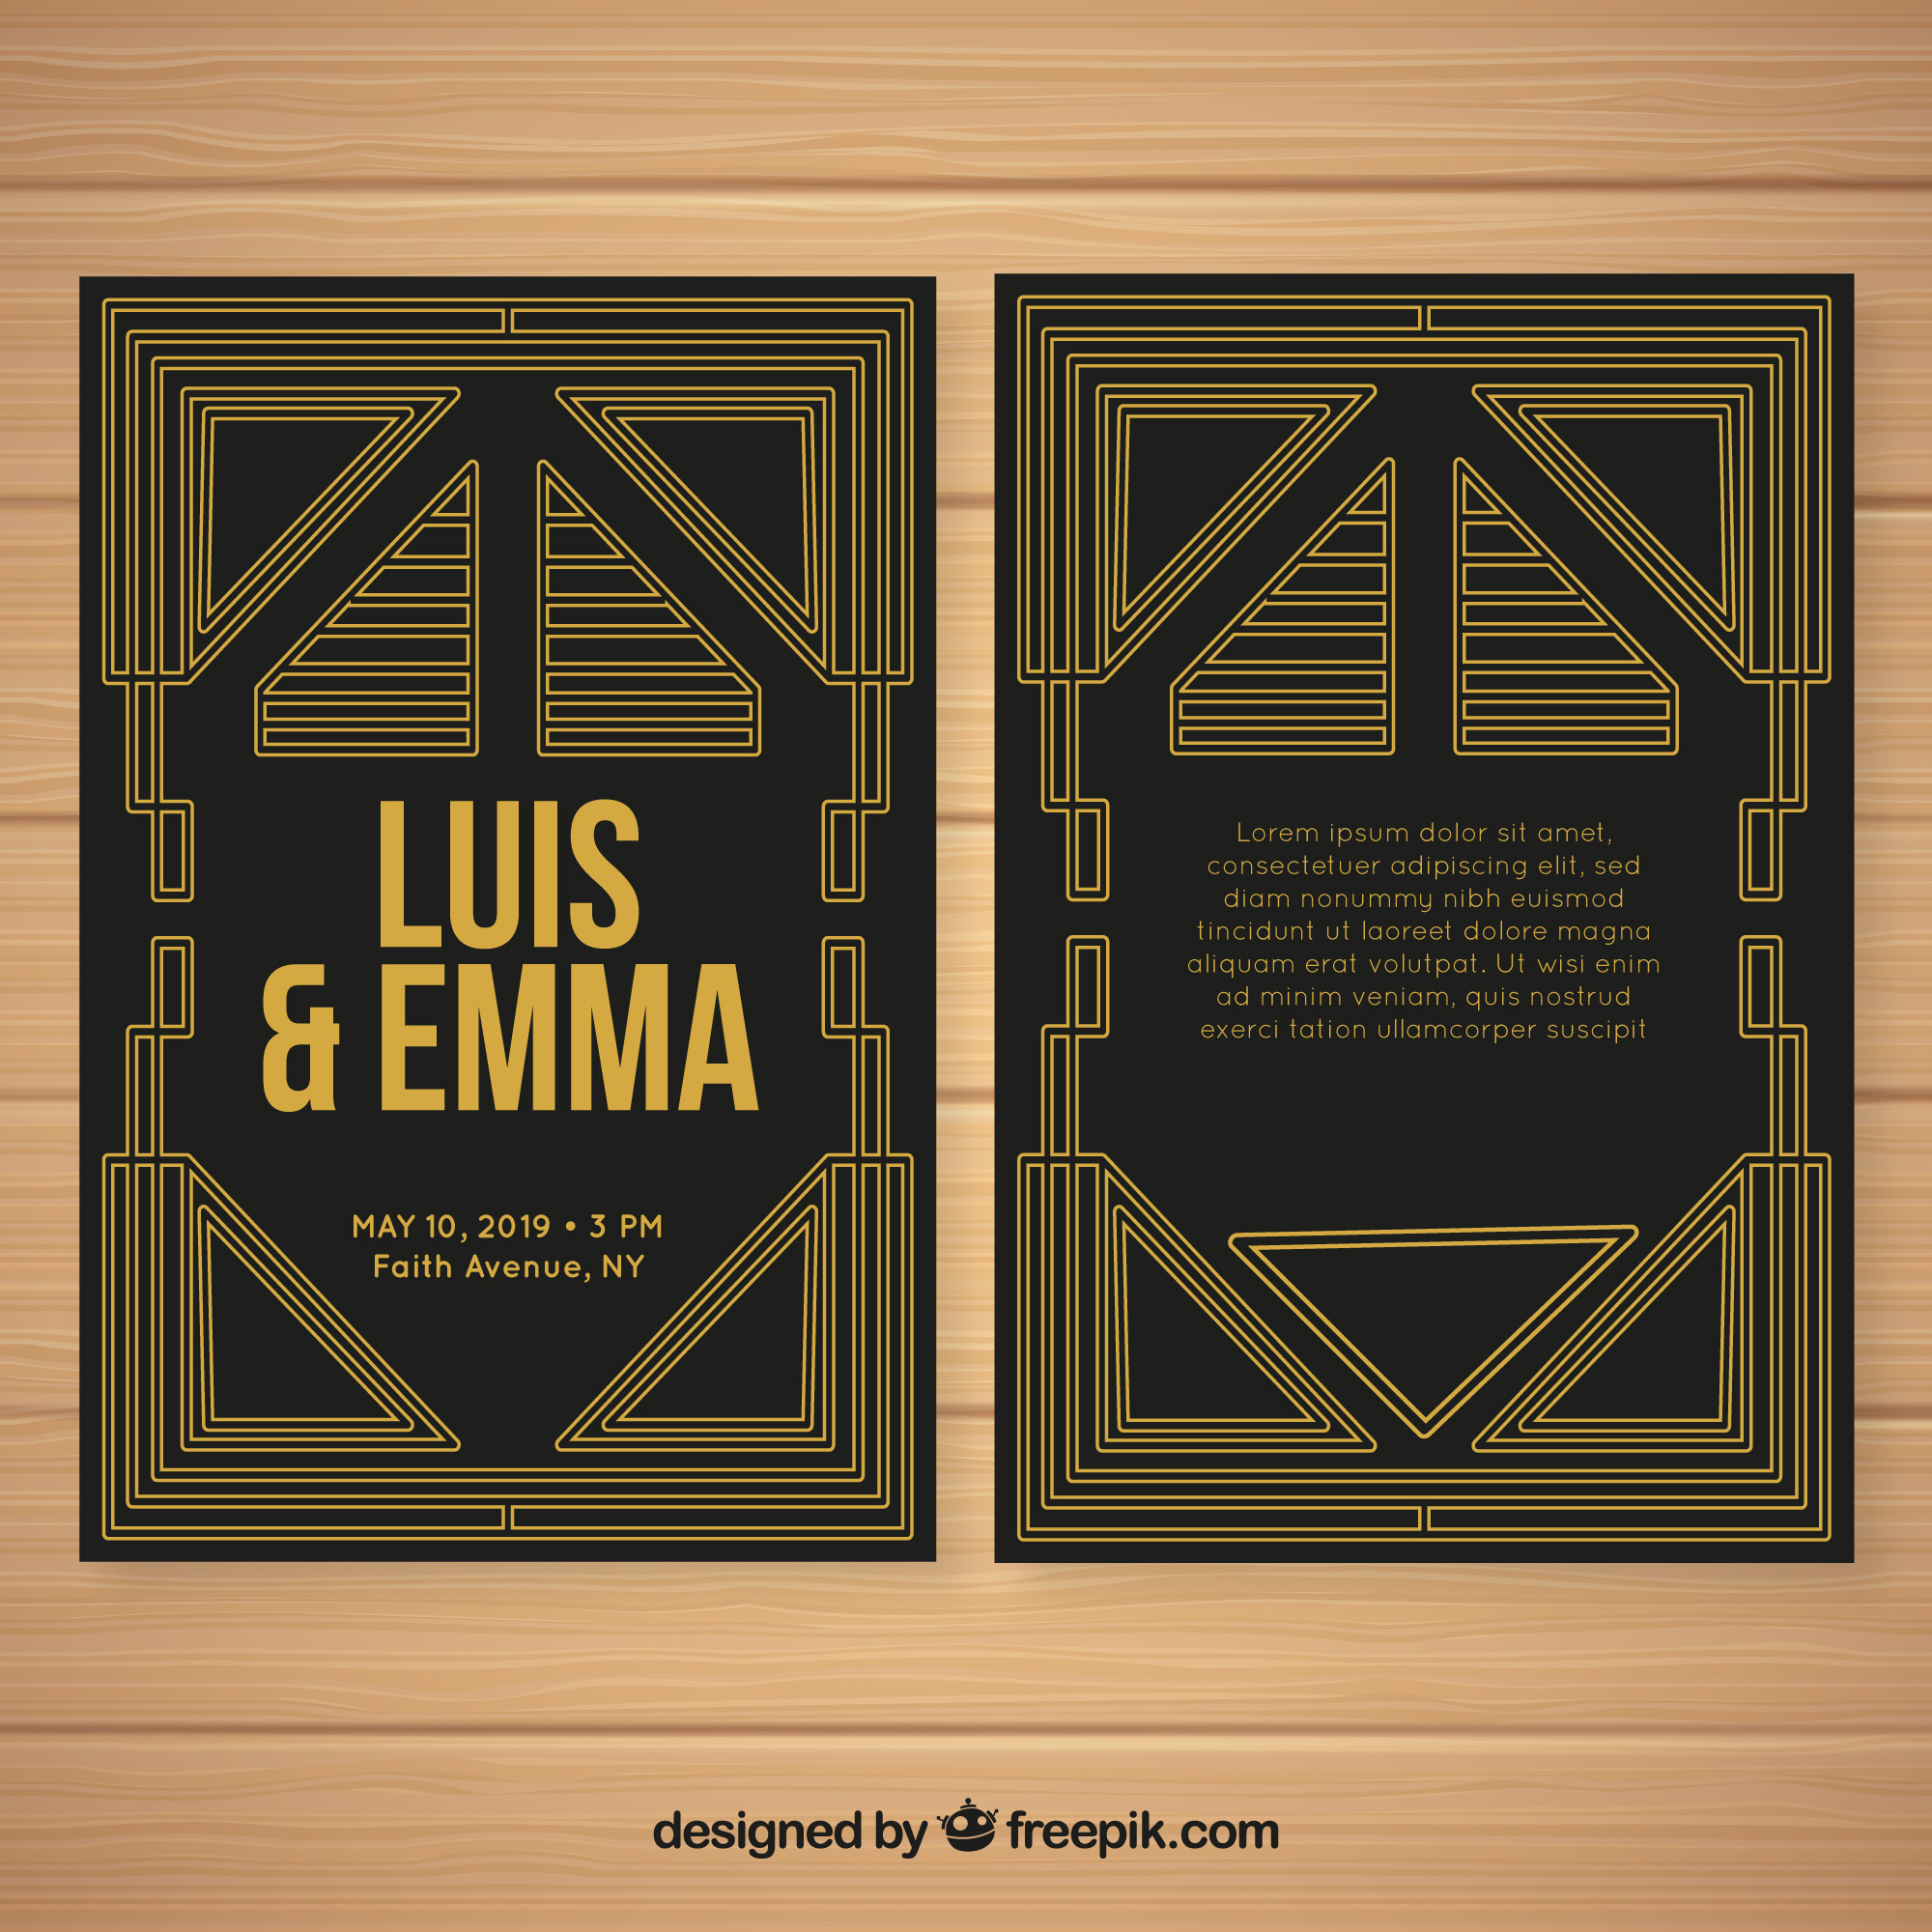 LUIS
& EMMA
MAY 10, 2019 • 3 PM
Faith Avenue, NY
Lorem ipsum dolor sit amet,
consectetuer adipiscing elit, sed
diam nonummy nibh euismod
tincidunt ut laoreet dolore magna
aliquam erat volutpat. Ut wisi enim
ad minim veniam, quis nostrud
exerci tation ullamcorper suscipit
designed by freepik.com